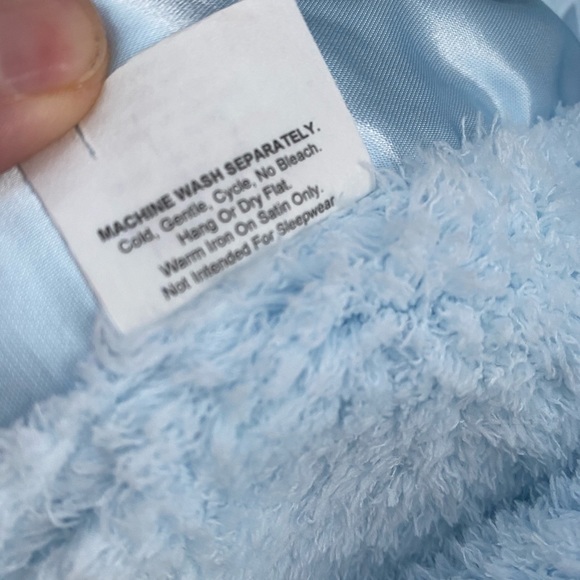 MACHINE WASH SEPARATELY.
Cold, Gentle, Cycle, No Bleach.
Hang Or Dry Flat.
Warm Iron On Satin Only.
Not Intended For Sleepwear